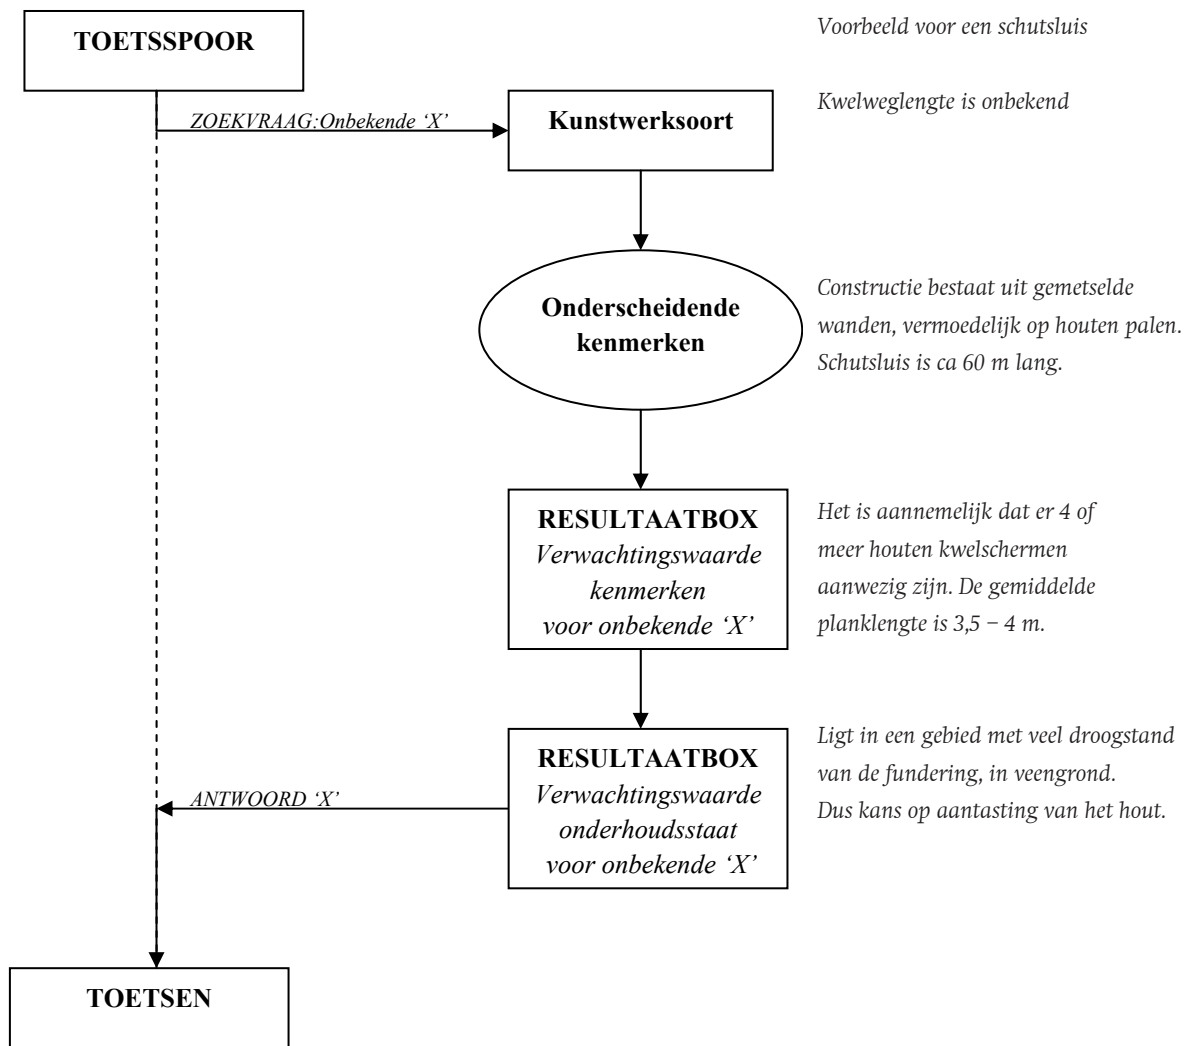 TOETSSPOOR
Voorbeeld voor een schutsluis
ZOEKVRAAG:Onbekende ‘X’
Kunstwerksoort
Kwelweglengte is onbekend
Onderscheidende
kenmerken
Constructie bestaat uit gemetselde
wanden, vermoedelijk op houten palen.
Schutsluis is ca 60 m lang.
RESULTAATBOX
Verwachtingswaarde
kenmerken
voor onbekende ‘X’
Het is aannemelijk dat er 4 of
meer houten kwelschermen
aanwezig zijn. De gemiddelde
planklengte is 3,5 – 4 m.
RESULTAATBOX
Verwachtingswaarde
onderhoudsstaat
voor onbekende ‘X’
Ligt in een gebied met veel droogstand
van de fundering, in veengrond.
Dus kans op aantasting van het hout.
ANTWOORD ‘X’
TOETSEN